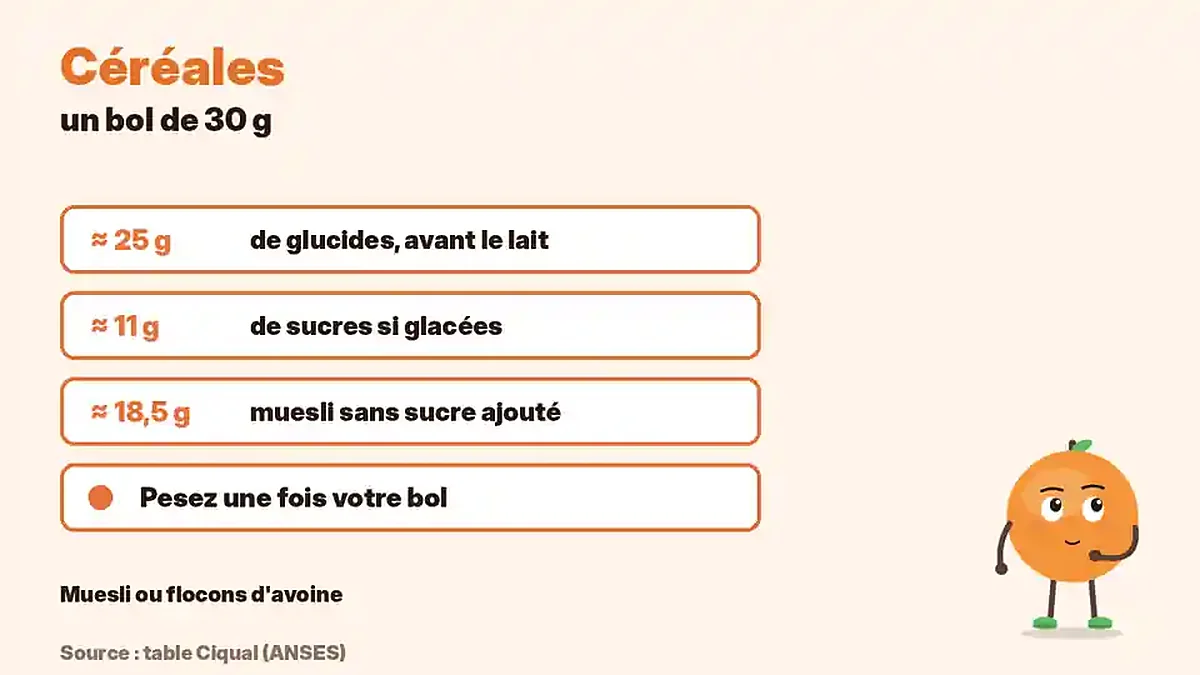 Céréales
un bol de 30 g
≈ 25 g de glucides, avant le lait
≈ 11 g de sucres si glacées
≈ 18,5 g muesli sans sucre ajouté
Pesez une fois votre bol
Muesli ou flocons d'avoine
Source : table Ciqual (ANSES)